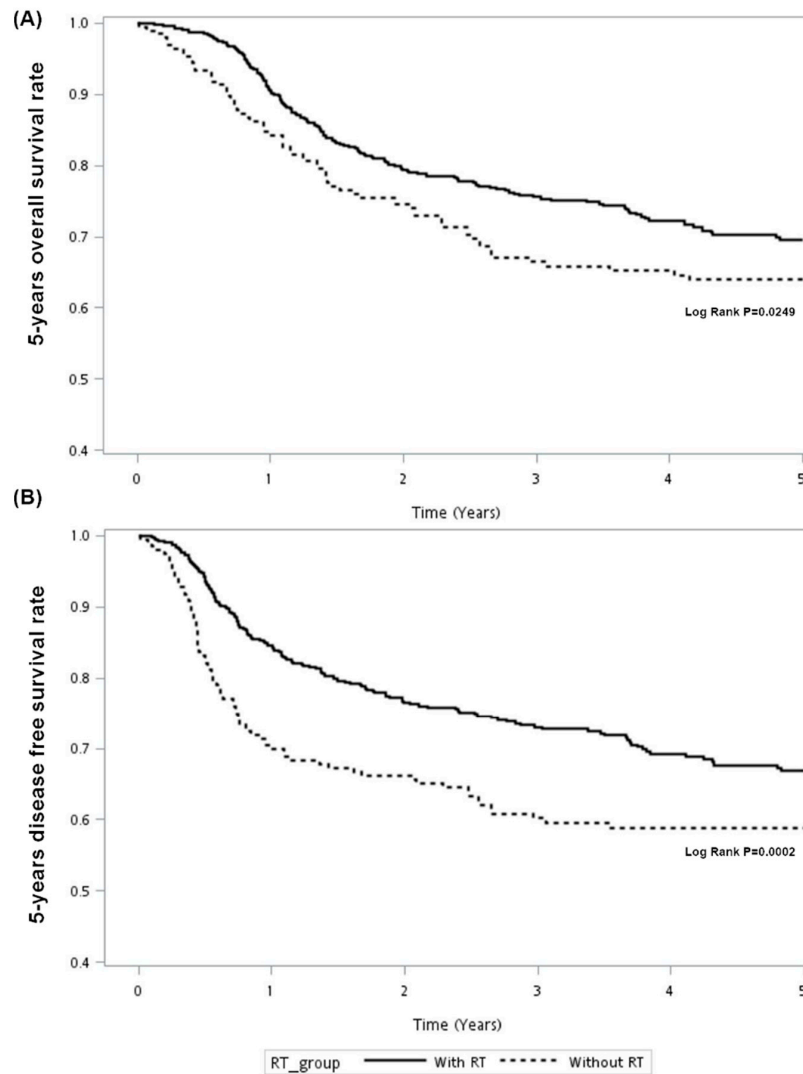 (A)
5-years overall survival rate
1.0
0.9
0.8
0.7
0.6
0.5
0.4
Log Rank P=0.0249
0 1 2 3 4 5
Time (Years)
(B)
5-years disease free survival rate
1.0
0.9
0.8
0.7
0.6
0.5
0.4
Log Rank P=0.0002
0 1 2 3 4 5
Time (Years)
RT_group With RT Without RT